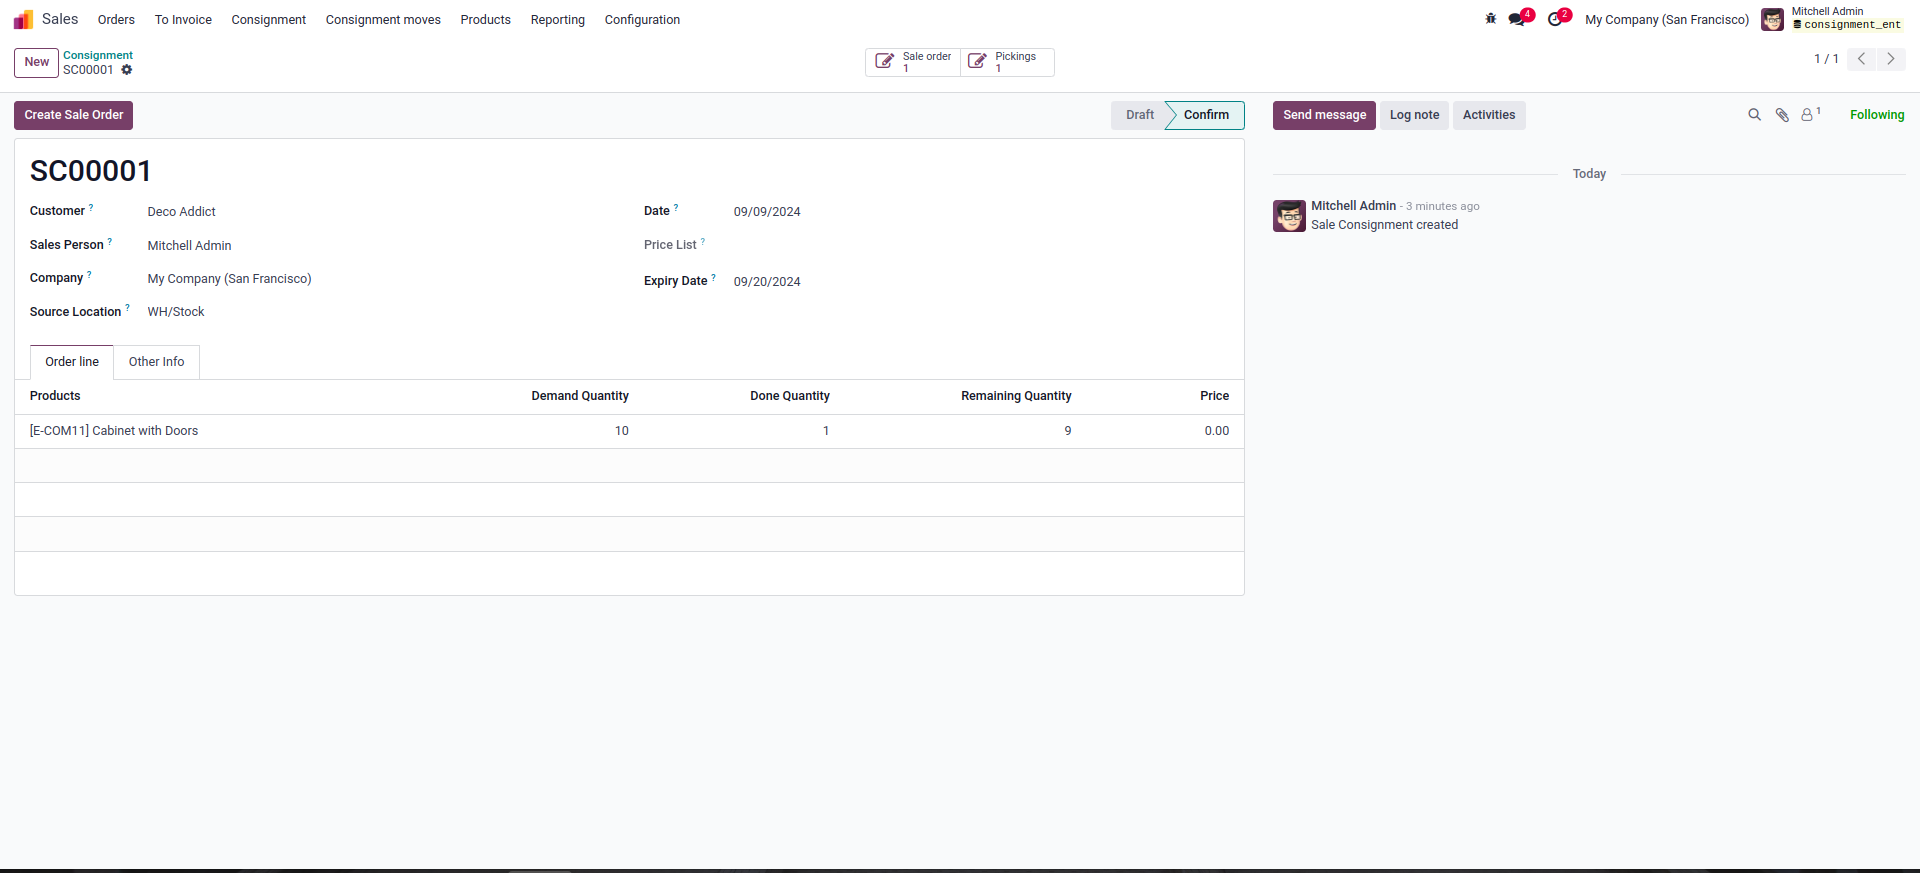 Sales Orders To Invoice Consignment Consignment moves Products Reporting Configuration 4 2 My Company (San Francisco) Mitchell Admin
consignment_ent
New Consignment
SC00001
Sale order
1
Pickings
1
1 / 1
Create Sale Order
Draft Confirm
Send message Log note Activities 1 Following
SC00001
Customer ? Deco Addict
Date ? 09/09/2024
Sales Person ? Mitchell Admin
Price List ?
Company ? My Company (San Francisco)
Expiry Date ? 09/20/2024
Source Location ? WH/Stock
Order line Other Info
Products Demand Quantity Done Quantity Remaining Quantity Price
[E-COM11] Cabinet with Doors 10 1 9 0.00
Today
Mitchell Admin - 3 minutes ago
Sale Consignment created